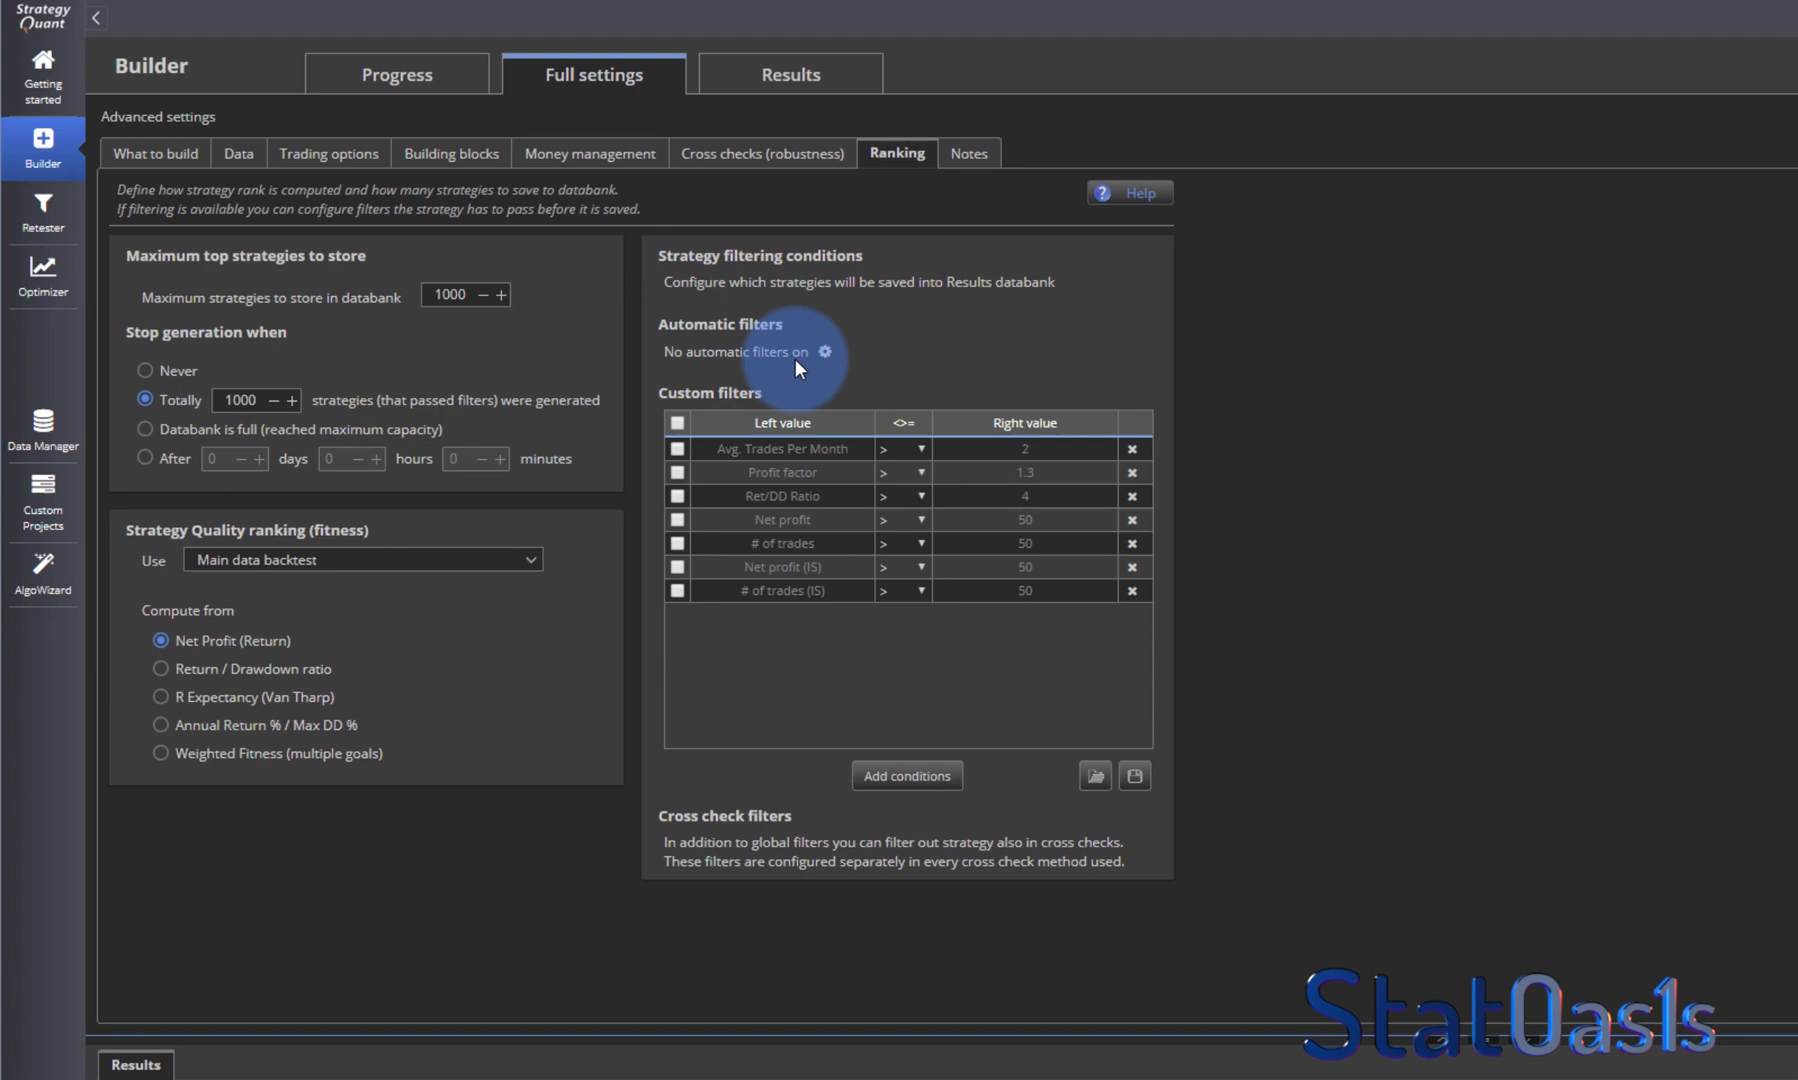 Strategy
Quant
Getting
started
Builder
Retester
Optimizer
Data Manager
Custom
Projects
AlgoWizard
Builder
Progress
Full settings
Results
Advanced settings
What to build
Data
Trading options
Building blocks
Money management
Cross checks (robustness)
Ranking
Notes
Define how strategy rank is computed and how many strategies to save to databank.
If filtering is available you can configure filters the strategy has to pass before it is saved.
? Help
Maximum top strategies to store
Maximum strategies to store in databank 1000 − +
Stop generation when
Never
Totally 1000 − + strategies (that passed filters) were generated
Databank is full (reached maximum capacity)
After 0 − + days 0 − + hours 0 − + minutes
Strategy Quality ranking (fitness)
Use Main data backtest
Compute from
Net Profit (Return)
Return / Drawdown ratio
R Expectancy (Van Tharp)
Annual Return % / Max DD %
Weighted Fitness (multiple goals)
Strategy filtering conditions
Configure which strategies will be saved into Results databank
Automatic filters
No automatic filters on
Custom filters
Left value <>= Right value
Avg. Trades Per Month > 2
Profit factor > 1.3
Ret/DD Ratio > 4
Net profit > 50
# of trades > 50
Net profit (IS) > 50
# of trades (IS) > 50
Add conditions
Cross check filters
In addition to global filters you can filter out strategy also in cross checks.
These filters are configured separately in every cross check method used.
StatOas1s
Results